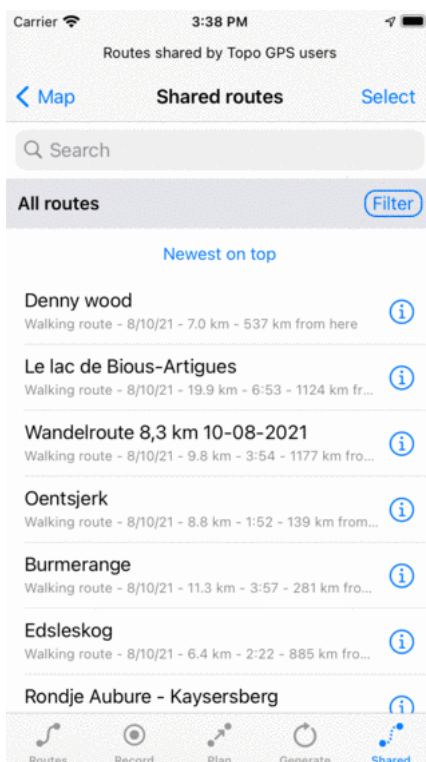 Carrier 3:38 PM
Routes shared by Topo GPS users
Map Shared routes Select
Search
All routes Filter
Newest on top
Denny wood
Walking route - 8/10/21 - 7.0 km - 537 km from here
Le lac de Bious-Artigues
Walking route - 8/10/21 - 19.9 km - 6:53 - 1124 km fr...
Wandelroute 8,3 km 10-08-2021
Walking route - 8/10/21 - 9.8 km - 3:54 - 1177 km fro...
Oentsjerk
Walking route - 8/10/21 - 8.8 km - 1:52 - 139 km from...
Burmerange
Walking route - 8/10/21 - 11.3 km - 3:57 - 281 km fro...
Edsleskog
Walking route - 8/10/21 - 6.4 km - 2:22 - 885 km fro...
Rondje Aubure - Kaysersberg
Routes Record Plan Generate Shared